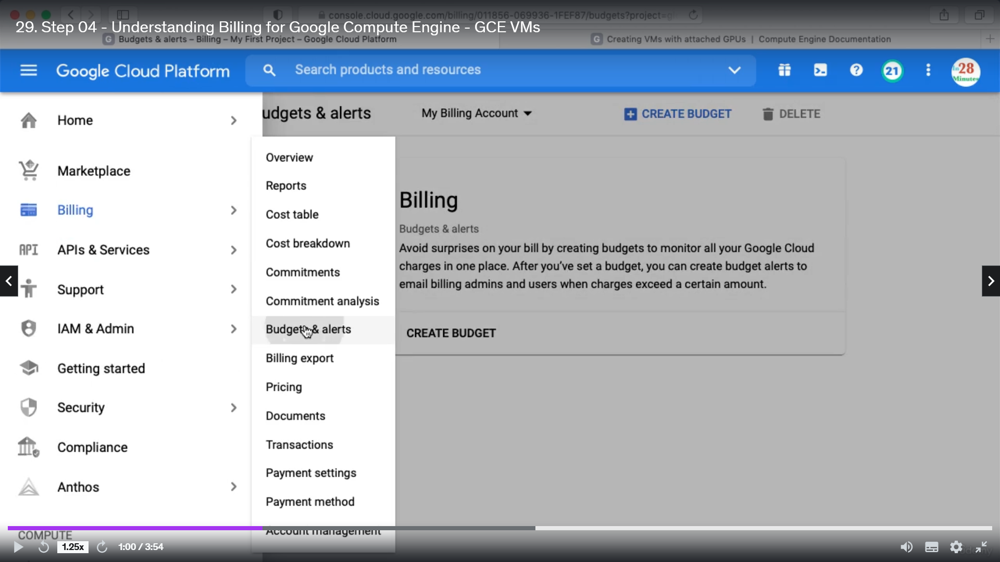 console.cloud.google.com/billing/011856-069936-1FEF87/budgets?project=g
29. Step 04 - Understanding Billing for Google Compute Engine - GCE VMs
G Budgets & alerts – Billing – My First Project – Google Cloud Platform
G Creating VMs with attached GPUs | Compute Engine Documentation
Google Cloud Platform
Search products and resources
21
in28
Minutes
Home
udgets & alerts
My Billing Account
CREATE BUDGET
DELETE
Marketplace
Billing
API APIs & Services
Support
IAM & Admin
Getting started
Security
Compliance
Anthos
COMPUTE
Overview
Reports
Cost table
Cost breakdown
Commitments
Commitment analysis
Budgets & alerts
Billing export
Pricing
Documents
Transactions
Payment settings
Payment method
Account management
Billing
Budgets & alerts
Avoid surprises on your bill by creating budgets to monitor all your Google Cloud
charges in one place. After you’ve set a budget, you can create budget alerts to
email billing admins and users when charges exceed a certain amount.
CREATE BUDGET
5
1.25x
5
1:00 / 3:54